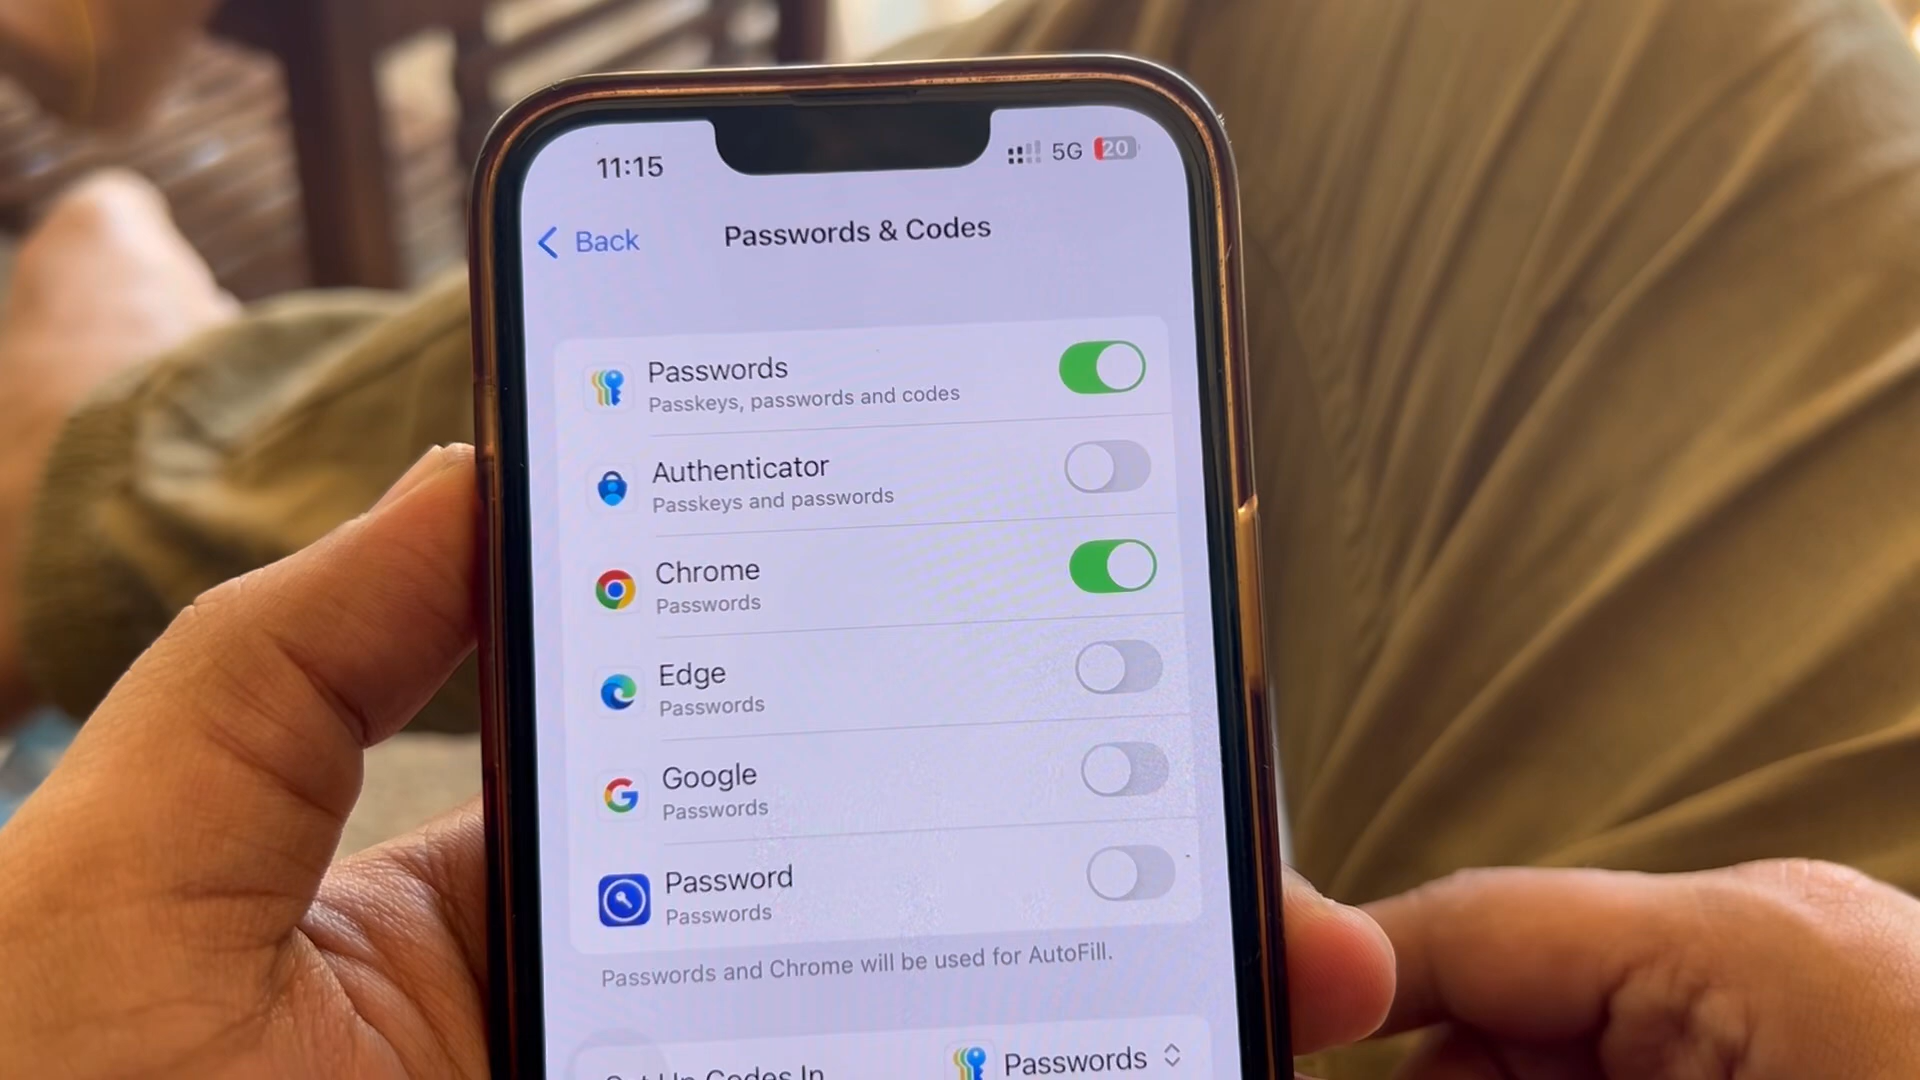 11:15
5G 20
Back
Passwords & Codes
Passwords
Passkeys, passwords and codes
Authenticator
Passkeys and passwords
Chrome
Passwords
Edge
Passwords
Google
Passwords
Password
Passwords
Passwords and Chrome will be used for AutoFill.
Set Up Codes In
Passwords